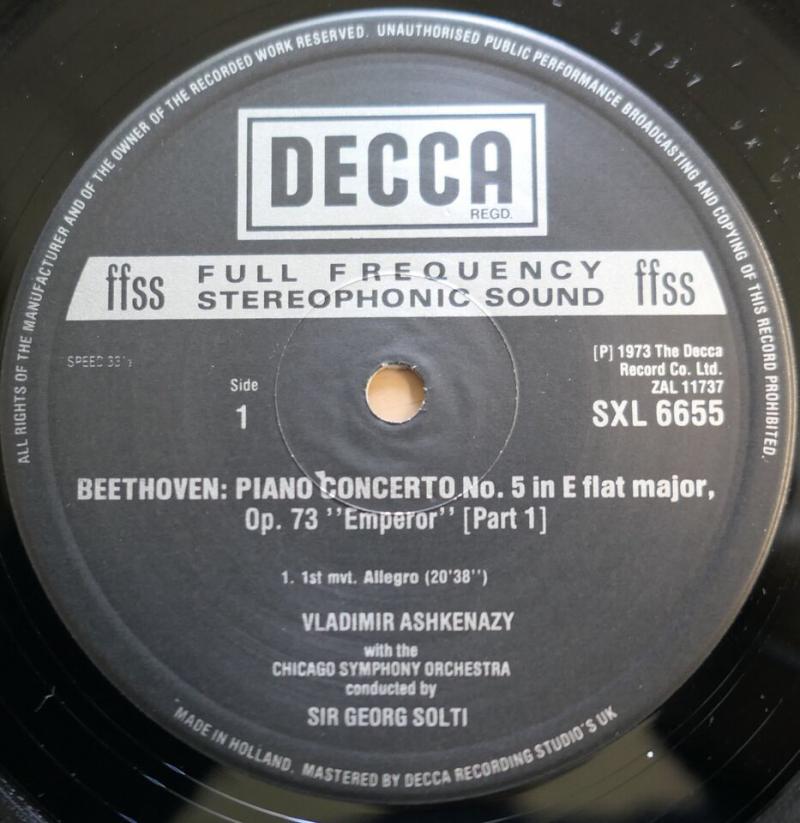 ALL RIGHTS OF THE MANUFACTURER AND OF THE OWNER OF THE RECORDED WORK RESERVED. UNAUTHORISED PUBLIC PERFORMANCE BROADCASTING AND COPYING OF THIS RECORD PROHIBITED.
DECCA
REGD.
ffss FULL FREQUENCY STEREOPHONIC SOUND ffss
SPEED 33⅓
[P] 1973 The Decca
Record Co. Ltd.
ZAL 11737
SXL 6655
Side
1
BEETHOVEN: PIANO CONCERTO No. 5 in E flat major,
Op. 73 ''Emperor'' [Part 1]
1. 1st mvt. Allegro (20'38'')
VLADIMIR ASHKENAZY
with the
CHICAGO SYMPHONY ORCHESTRA
conducted by
SIR GEORG SOLTI
MADE IN HOLLAND. MASTERED BY DECCA RECORDING STUDIO'S UK